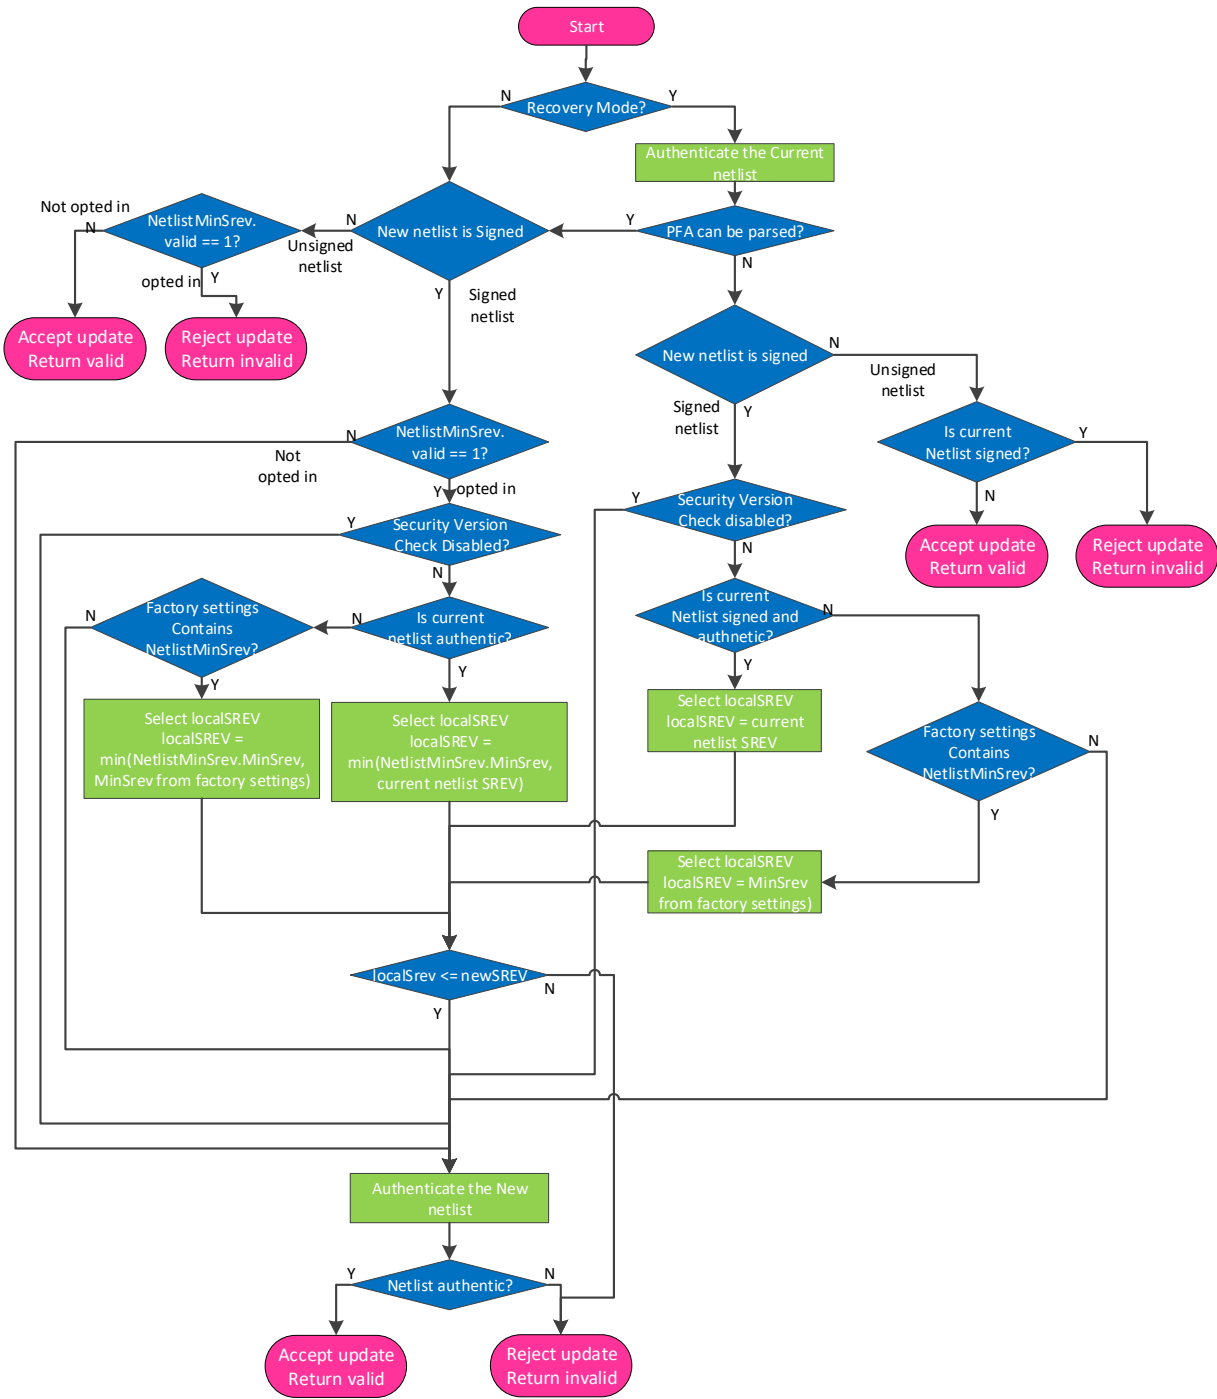 Start
N
Y
Recovery Mode?
Authenticate the Current
netlist
Not opted in
N
NetlistMinSrev.
valid == 1?
N
Unsigned
netlist
New netlist is Signed
Y
PFA can be parsed?
N
opted in
Y
Y
Signed
netlist
Accept update
Return valid
Reject update
Return invalid
New netlist is signed
N
Unsigned
netlist
Signed
netlist
Y
N
Not
opted in
NetlistMinSrev.
valid == 1?
Y
opted in
Is current
Netlist signed?
Y
N
Y
Security Version
Check Disabled?
N
Y
Security Version
Check disabled?
N
Accept update
Return valid
Reject update
Return invalid
N
Factory settings
Contains
NetlistMinSrev?
Y
N
Is current
netlist authentic?
Y
Is current
Netlist signed and
authnetic?
N
Y
Select localSREV
localSREV =
min(NetlistMinSrev.MinSrev,
MinSrev from factory settings)
Select localSREV
localSREV =
min(NetlistMinSrev.MinSrev,
current netlist SREV)
Select localSREV
localSREV = current
netlist SREV
Factory settings
Contains
NetlistMinSrev?
N
Y
Select localSREV
localSREV = MinSrev
from factory settings)
localSrev <= newSREV
N
Y
Authenticate the New
netlist
Y
Netlist authentic?
N
Accept update
Return valid
Reject update
Return invalid